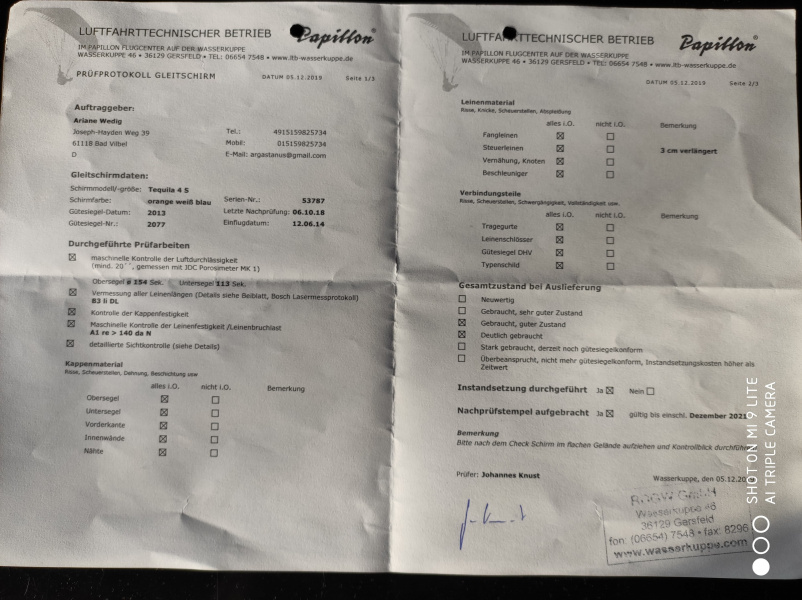 LUFTFAHRTTECHNISCHER BETRIEB Papillon®
IM PAPILLON FLUGCENTER AUF DER WASSERKUPPE
WASSERKUPPE 46 • 36129 GERSFELD • TEL: 06654 7548 • www.ltb-wasserkuppe.de
PRÜFPROTOKOLL GLEITSCHIRM DATUM 05.12.2019 Seite 1/3
Auftraggeber:
Ariane Wedig
Joseph-Hayden Weg 39 Tel.: 4915159825734
61118 Bad Vilbel Mobil: 015159825734
D E-Mail: argastanus@gmail.com
Gleitschirmdaten:
Schirmmodell/-größe: Tequila 4 S
Schirmfarbe: orange weiß blau Serien-Nr.: 53787
Gütesiegel-Datum: 2013 Letzte Nachprüfung: 06.10.18
Gütesiegel-Nr.: 2077 Einflugdatum: 12.06.14
Durchgeführte Prüfarbeiten
☒ maschinelle Kontrolle der Luftdurchlässigkeit
(mind. 20``, gemessen mit JDC Porosimeter MK 1)
Obersegel ø 154 Sek. Untersegel 113 Sek.
☒ Vermessung aller Leinenlängen (Details siehe Beiblatt, Bosch Lasermessprotokoll)
B3 li DL
☒ Kontrolle der Kappenfestigkeit
☒ Maschinelle Kontrolle der Leinenfestigkeit /Leinenbruchlast
A1 re > 140 da N
☒ detaillierte Sichtkontrolle (siehe Details)
Kappenmaterial
Risse, Scheuerstellen, Dehnung, Beschichtung usw
alles i.O. nicht i.O. Bemerkung
Obersegel ☒ ☐
Untersegel ☒ ☐
Vorderkante ☒ ☐
Innenwände ☒ ☐
Nähte ☒ ☐
LUFTFAHRTTECHNISCHER BETRIEB Papillon®
IM PAPILLON FLUGCENTER AUF DER WASSERKUPPE
WASSERKUPPE 46 • 36129 GERSFELD • TEL: 06654 7548 • www.ltb-wasserkuppe.de
DATUM 05.12.2019 Seite 2/3
Leinenmaterial
Risse, Knicke, Scheuerstellen, Abspleißung
alles i.O. nicht i.O. Bemerkung
Fangleinen ☒ ☐
Steuerleinen ☒ ☐ 3 cm verlängert
Vernähung, Knoten ☒ ☐
Beschleuniger ☒ ☐
Verbindungsteile
Risse, Scheuerstellen, Schwergängigkeit, Vollständigkeit usw.
alles i.O. nicht i.O. Bemerkung
Tragegurte ☒ ☐
Leinenschlösser ☒ ☐
Gütesiegel DHV ☒ ☐
Typenschild ☒ ☐
Gesamtzustand bei Auslieferung
☐ Neuwertig
☐ Gebraucht, sehr guter Zustand
☒ Gebraucht, guter Zustand
☒ Deutlich gebraucht
☐ Stark gebraucht, derzeit noch gütesiegelkonform
☐ Überbeansprucht, nicht mehr gütesiegelkonform, Instandsetzungskosten höher als
Zeitwert
Instandsetzung durchgeführt Ja ☒ Nein ☐
Nachprüfstempel aufgebracht Ja ☒ gültig bis einschl. Dezember 2021
Bemerkung
Bitte nach dem Check Schirm im flachen Gelände aufziehen und Kontrollblick durchführ
Prüfer: Johannes Knust Wasserkuppe, den 05.12.20
GmbH
Wasserkuppe 46
36129 Gersfeld
fon: (06654) 7548 • fax: 8296
www.wasserkuppe.com
SHOT ON MI 9 LITE
AI TRIPLE CAMERA